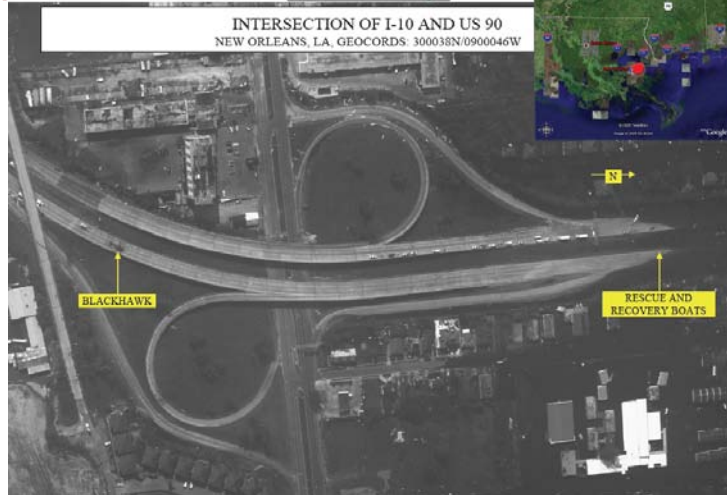 INTERSECTION OF I-10 AND US 90
NEW ORLEANS, LA, GEOCORDS: 300038N/0900046W
N
BLACKHAWK
RESCUE AND
RECOVERY BOATS
Google